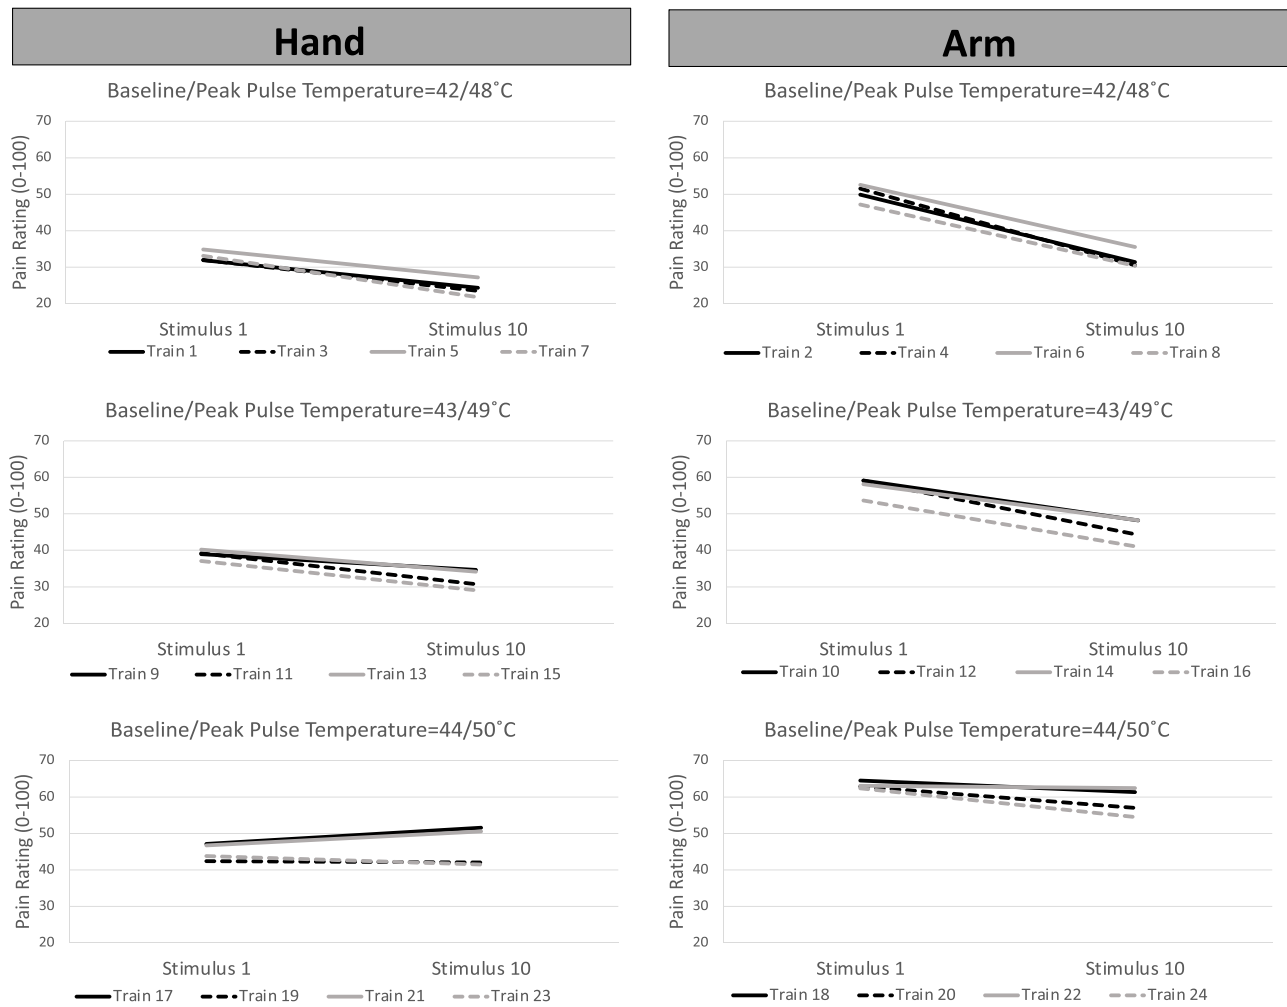 Hand
Arm
Baseline/Peak Pulse Temperature=42/48˚C
Pain Rating (0-100)
70
60
50
40
30
20
Stimulus 1 Stimulus 10
Train 1 Train 3 Train 5 Train 7
Baseline/Peak Pulse Temperature=42/48˚C
Pain Rating (0-100)
70
60
50
40
30
20
Stimulus 1 Stimulus 10
Train 2 Train 4 Train 6 Train 8
Baseline/Peak Pulse Temperature=43/49˚C
Pain Rating (0-100)
70
60
50
40
30
20
Stimulus 1 Stimulus 10
Train 9 Train 11 Train 13 Train 15
Baseline/Peak Pulse Temperature=43/49˚C
Pain Rating (0-100)
70
60
50
40
30
20
Stimulus 1 Stimulus 10
Train 10 Train 12 Train 14 Train 16
Baseline/Peak Pulse Temperature=44/50˚C
Pain Rating (0-100)
70
60
50
40
30
20
Stimulus 1 Stimulus 10
Train 17 Train 19 Train 21 Train 23
Baseline/Peak Pulse Temperature=44/50˚C
Pain Rating (0-100)
70
60
50
40
30
20
Stimulus 1 Stimulus 10
Train 18 Train 20 Train 22 Train 24